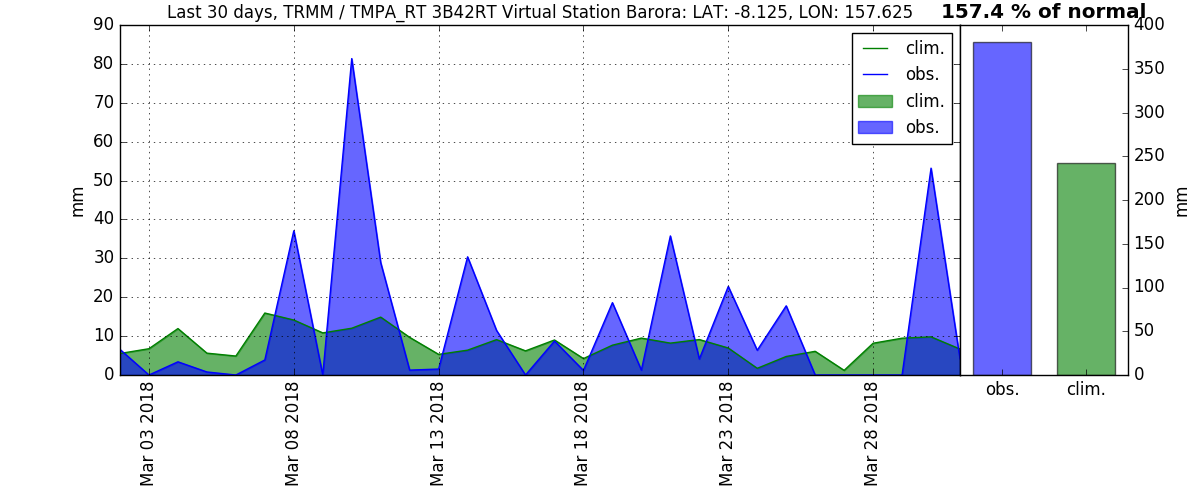 Last 30 days, TRMM / TMPA_RT 3B42RT Virtual Station Barora: LAT: -8.125, LON: 157.625
157.4 % of normal
90
80
70
60
50
40
30
20
10
0
mm
clim.
obs.
clim.
obs.
400
350
300
250
200
150
100
50
0
mm
Mar 03 2018
Mar 08 2018
Mar 13 2018
Mar 18 2018
Mar 23 2018
Mar 28 2018
obs.
clim.